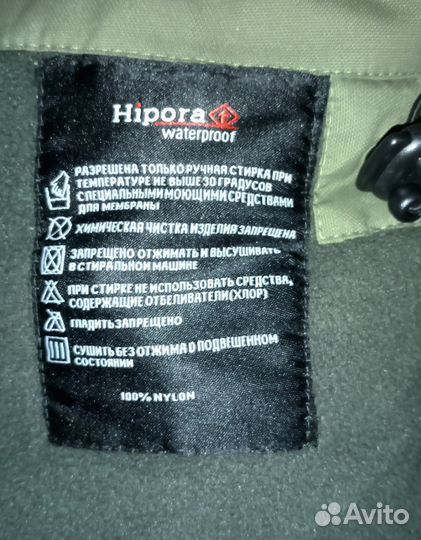 Hipora
waterproof
РАЗРЕШЕНА ТОЛЬКО РУЧНАЯ СТИРКА ПРИ
ТЕМПЕРАТУРЕ НЕ ВЫШЕ 30 ГРАДУСОВ
СПЕЦИАЛЬНЫМИ МОЮЩИМИ СРЕДСТВАМИ
ДЛЯ МЕМБРАНЫ
ХИМИЧЕСКАЯ ЧИСТКА ИЗДЕЛИЯ ЗАПРЕЩЕНА
ЗАПРЕЩЕНО ОТЖИМАТЬ И ВЫСУШИВАТЬ
В СТИРАЛЬНОЙ МАШИНЕ
ПРИ СТИРКЕ НЕ ИСПОЛЬЗОВАТЬ СРЕДСТВА,
СОДЕРЖАЩИЕ ОТБЕЛИВАТЕЛИ(ХЛОР)
ГЛАДИТЬ ЗАПРЕЩЕНО
СУШИТЬ БЕЗ ОТЖИМА В ПОДВЕШЕННОМ
СОСТОЯНИИ
100% NYLON
Avito